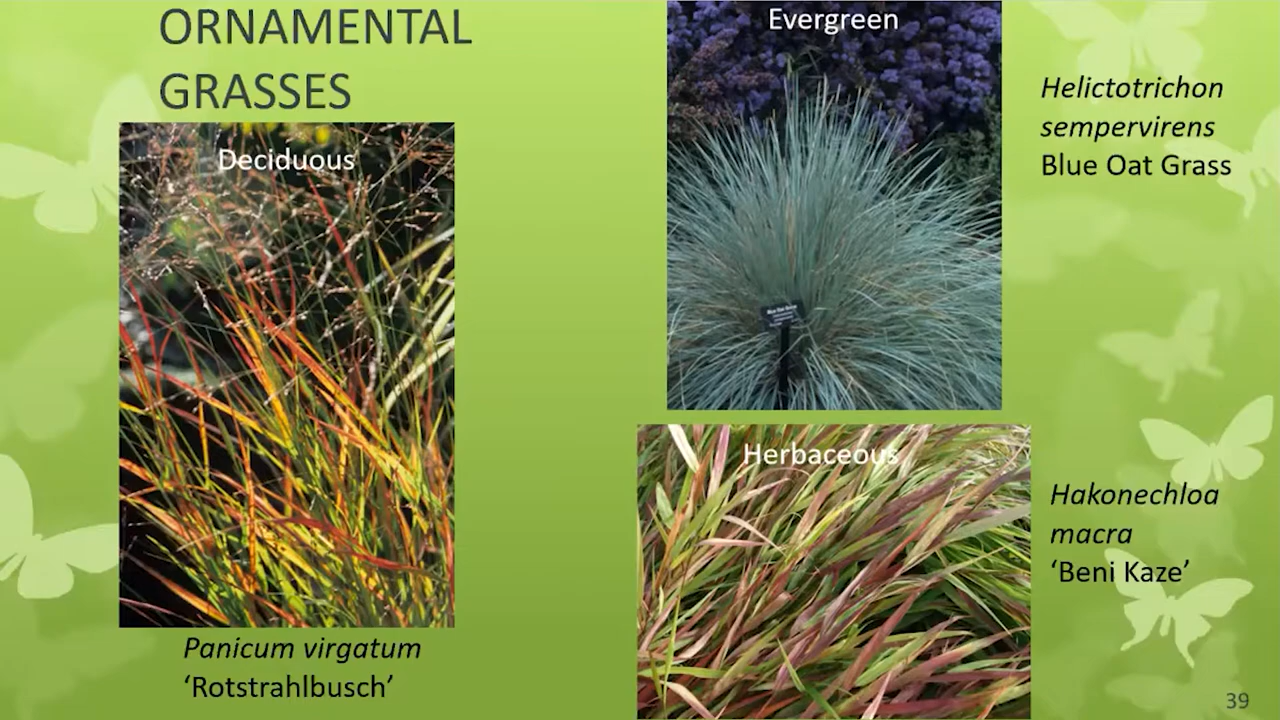 ORNAMENTAL
GRASSES
Deciduous
Panicum virgatum
‘Rotstrahlbusch’
Evergreen
Helictotrichon
sempervirens
Blue Oat Grass
Herbaceous
Hakonechloa
macra
‘Beni Kaze’
39